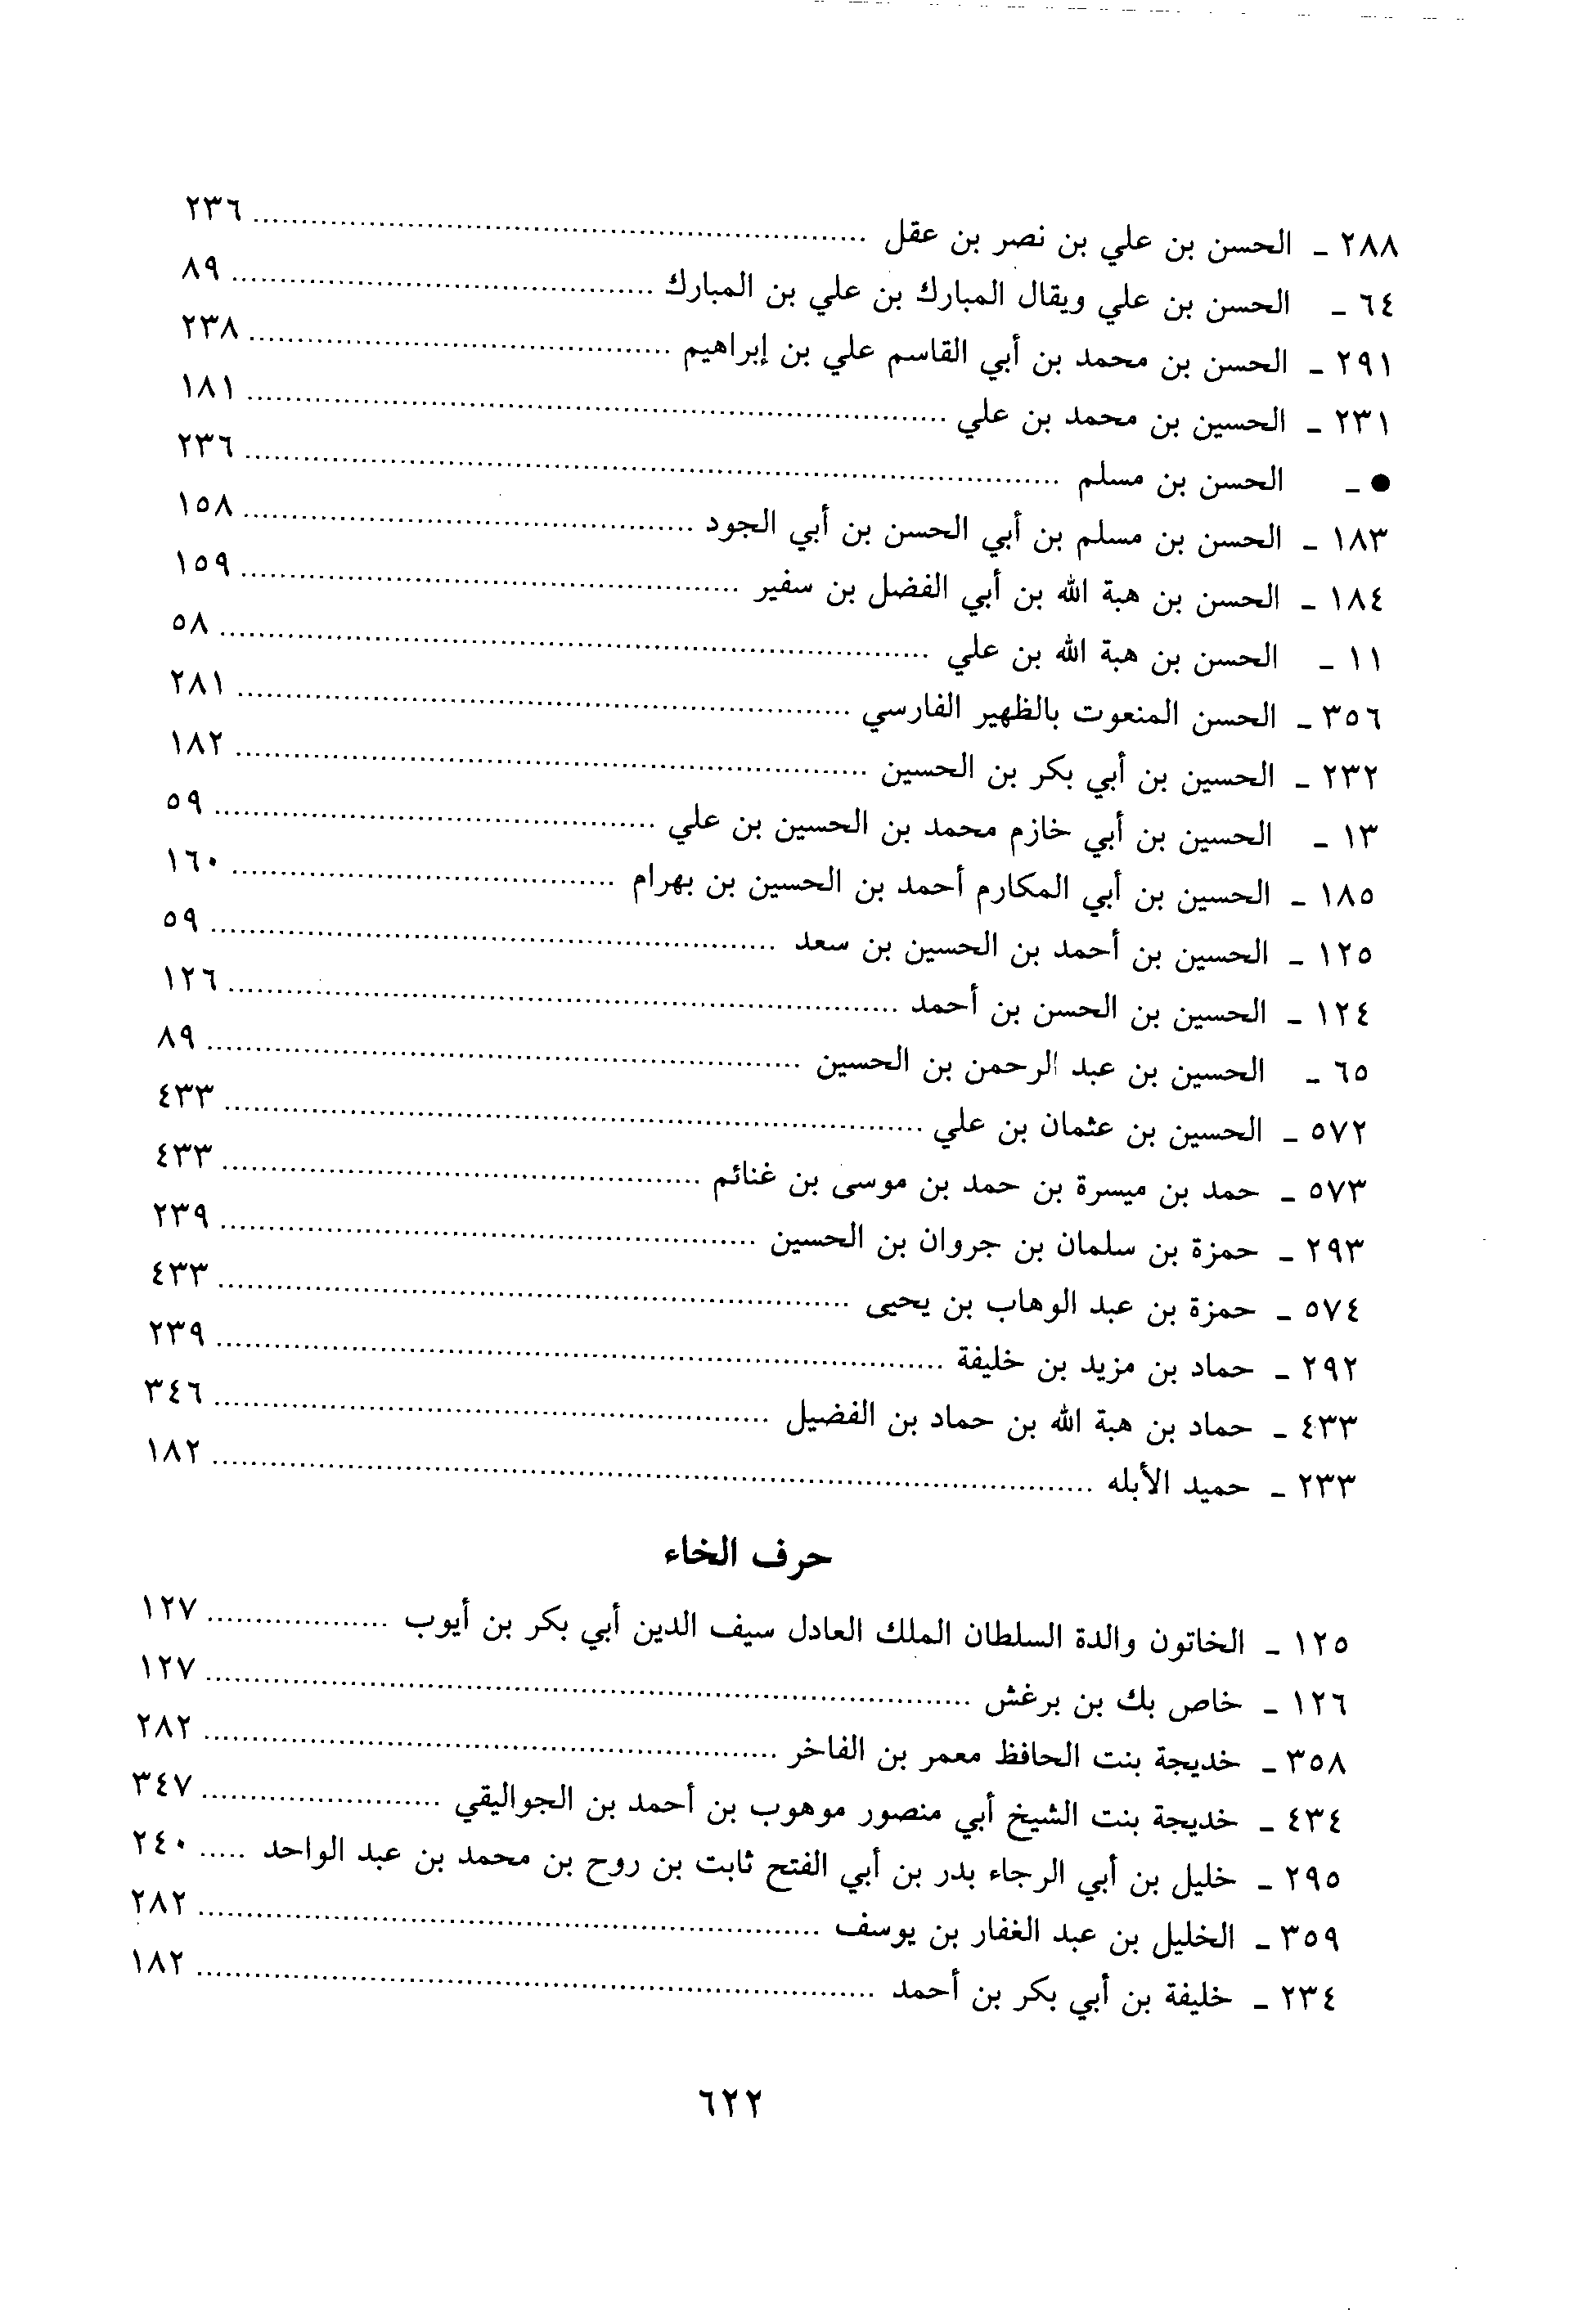 ٢٨٨ ـ الحسن بن علي بن نصر بن عقل ........ ٢٣٦
٦٤ ـ الحسن بن علي ويقال المبارك بن علي بن المبارك ........ ٨٩
٢٩١ ـ الحسن بن محمد بن أبي القاسم علي بن إبراهيم ........ ٢٣٨
٢٣١ ـ الحسين بن محمد بن علي ........ ١٨١
● ـ الحسن بن مسلم ........ ٢٣٦
١٨٣ ـ الحسن بن مسلم بن أبي الحسن بن أبي الجود ........ ١٥٨
١٨٤ ـ الحسن بن هبة الله بن أبي الفضل بن سفير ........ ١٥٩
١١ ـ الحسن بن هبة الله بن علي ........ ٥٨
٣٥٦ ـ الحسن المنعوت بالظهير الفارسي ........ ٢٨١
٢٣٢ ـ الحسين بن أبي بكر بن الحسين ........ ١٨٢
١٣ ـ الحسين بن أبي خازم محمد بن الحسين بن علي ........ ٥٩
١٨٥ ـ الحسين بن أبي المكارم أحمد بن الحسين بن بهرام ........ ١٦٠
١٢٥ ـ الحسين بن أحمد بن الحسين بن سعد ........ ٥٩
١٢٤ ـ الحسين بن الحسن بن أحمد ........ ١٢٦
٦٥ ـ الحسين بن عبد الرحمن بن الحسين ........ ٨٩
٥٧٢ ـ الحسين بن عثمان بن علي ........ ٤٣٣
٥٧٣ ـ حمد بن ميسرة بن حمد بن موسى بن غنائم ........ ٤٣٣
٢٩٣ ـ حمزة بن سلمان بن جروان بن الحسين ........ ٢٣٩
٥٧٤ ـ حمزة بن عبد الوهاب بن يحيى ........ ٤٣٣
٢٩٢ ـ حماد بن مزيد بن خليفة ........ ٢٣٩
٤٣٣ ـ حماد بن هبة الله بن حماد بن الفضيل ........ ٣٤٦
٢٣٣ ـ حميد الأبله ........ ١٨٢
حرف الخاء
١٢٥ ـ الخاتون والدة السلطان الملك العادل سيف الدين أبي بكر بن أيوب ........ ١٢٧
١٢٦ ـ خاص بك بن برغش ........ ١٢٧
٣٥٨ ـ خديجة بنت الحافظ معمر بن الفاخر ........ ٢٨٢
٤٣٤ ـ خديجة بنت الشيخ أبي منصور موهوب بن أحمد بن الجواليقي ........ ٣٤٧
٢٩٥ ـ خليل بن أبي الرجاء بدر بن أبي الفتح ثابت بن روح بن محمد بن عبد الواحد ..... ٢٤٠
٣٥٩ ـ الخليل بن عبد الغفار بن يوسف ........ ٢٨٢
٢٣٤ ـ خليفة بن أبي بكر بن أحمد ........ ١٨٢
٦٢٢